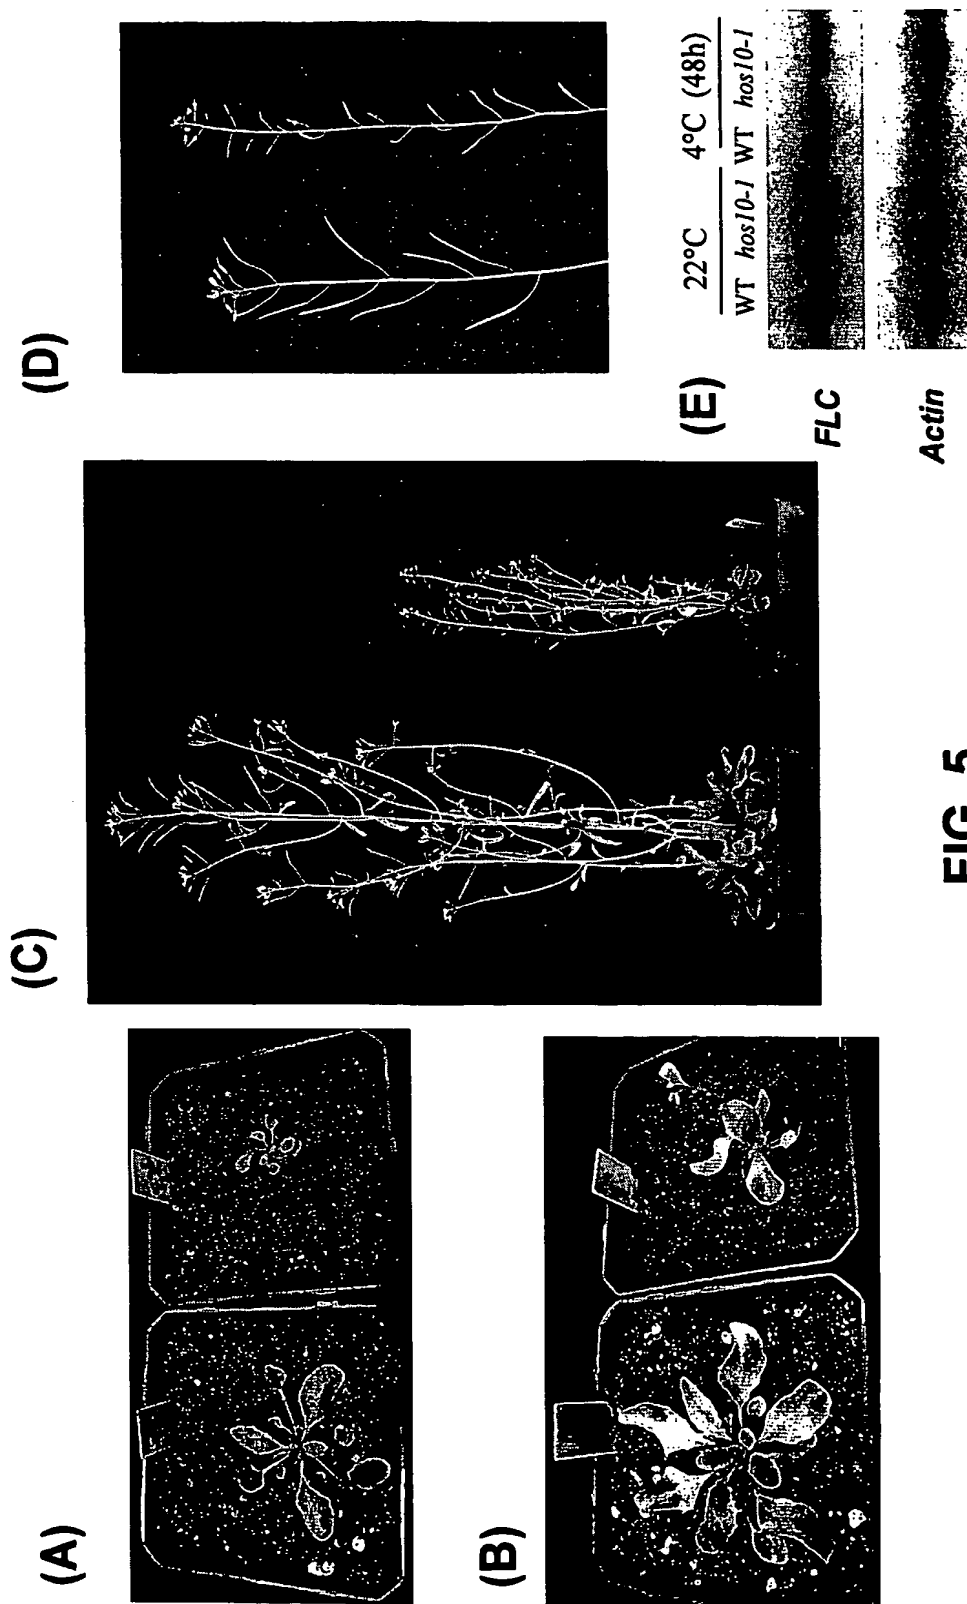 (A)
(B)
(C)
(D)
(E)
22°C 4°C (48h)
WT hos10-1 WT hos10-1
FLC
Actin
FIG. 5